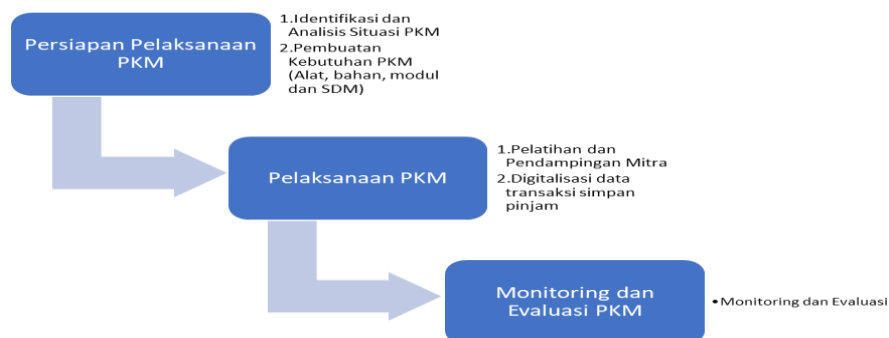 Persiapan Pelaksanaan
PKM
1.Identifikasi dan
Analisis Situasi PKM
2.Pembuatan
Kebutuhan PKM
(Alat, bahan, modul
dan SDM)
Pelaksanaan PKM
1.Pelatihan dan
Pendampingan Mitra
2.Digitalisasi data
transaksi simpan
pinjam
Monitoring dan
Evaluasi PKM
•Monitoring dan Evaluasi